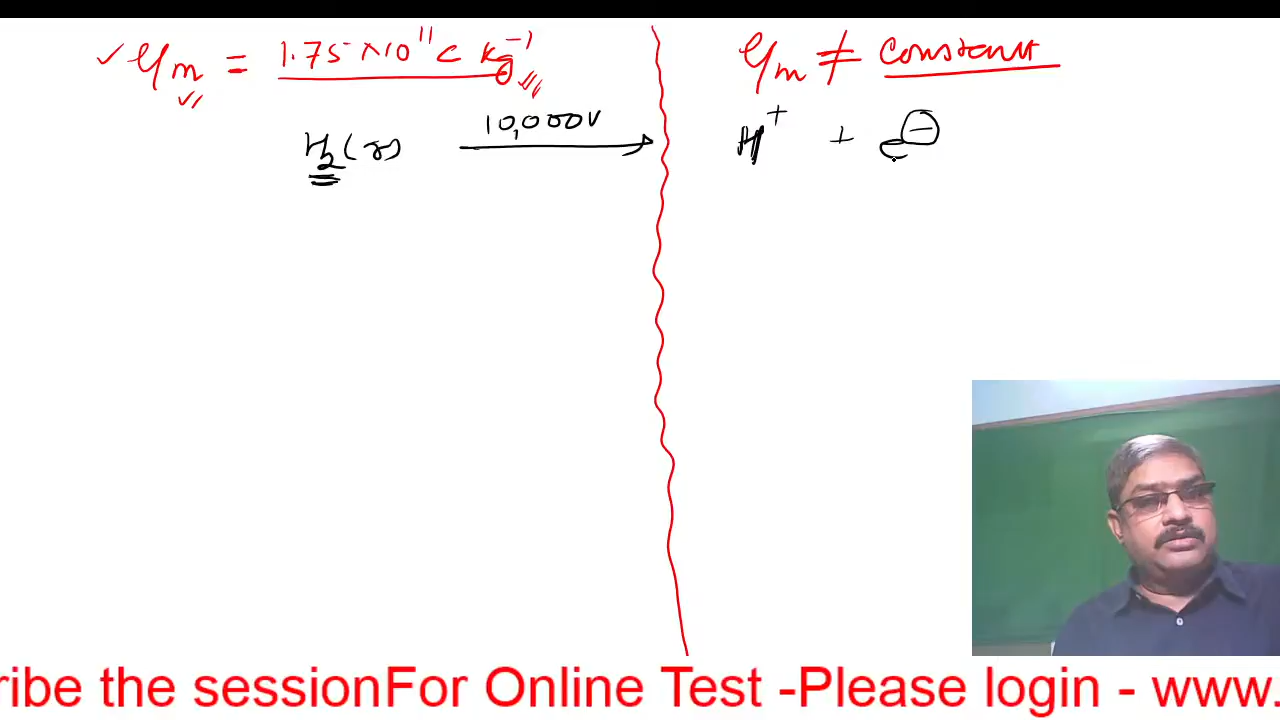 ✓ e/m = 1.75 × 10¹¹ C kg⁻¹
e/m ≠ constant
H₂(g) 10,000V → H⁺ + e⊖
ribe the sessionFor Online Test -Please login - www.